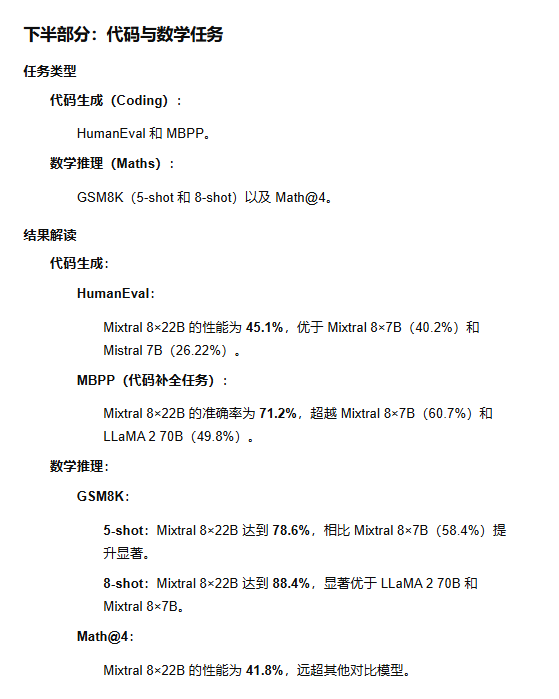 下半部分：代码与数学任务
任务类型
代码生成（Coding）：
HumanEval 和 MBPP。
数学推理（Maths）：
GSM8K（5-shot 和 8-shot）以及 Math@4。
结果解读
代码生成：
HumanEval：
Mixtral 8×22B 的性能为 45.1%，优于 Mixtral 8×7B（40.2%）和
Mistral 7B（26.22%）。
MBPP（代码补全任务）：
Mixtral 8×22B 的准确率为 71.2%，超越 Mixtral 8×7B（60.7%）和
LLaMA 2 70B（49.8%）。
数学推理：
GSM8K：
5-shot：Mixtral 8×22B 达到 78.6%，相比 Mixtral 8×7B（58.4%）提
升显著。
8-shot：Mixtral 8×22B 达到 88.4%，显著优于 LLaMA 2 70B 和
Mixtral 8×7B。
Math@4：
Mixtral 8×22B 的性能为 41.8%，远超其他对比模型。